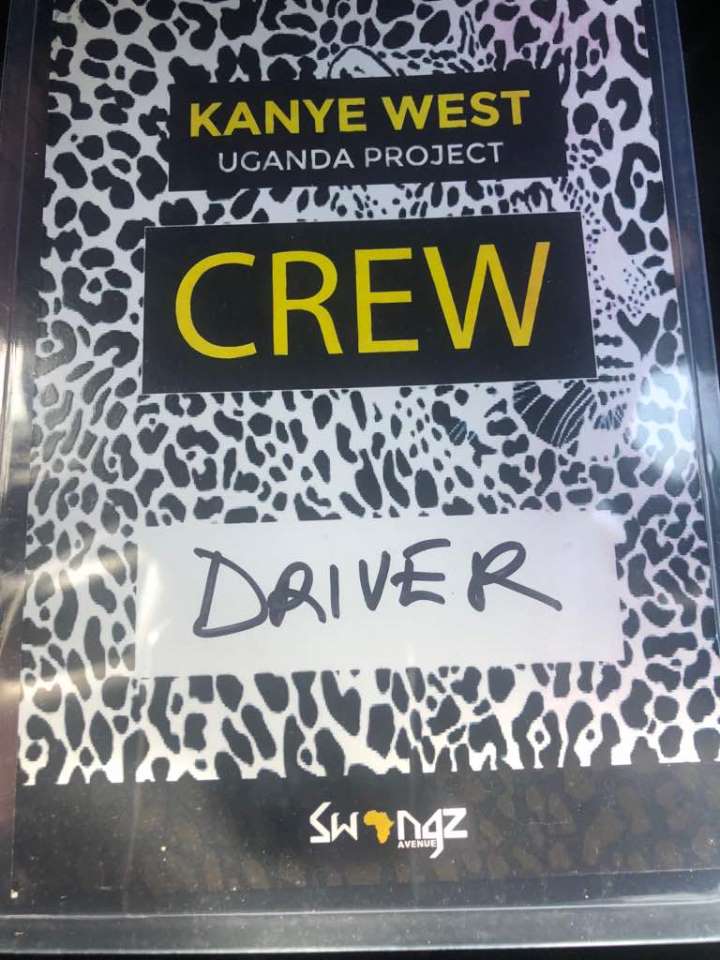 KANYE WEST
UGANDA PROJECT
CREW
DRIVER
Swangz
AVENUE